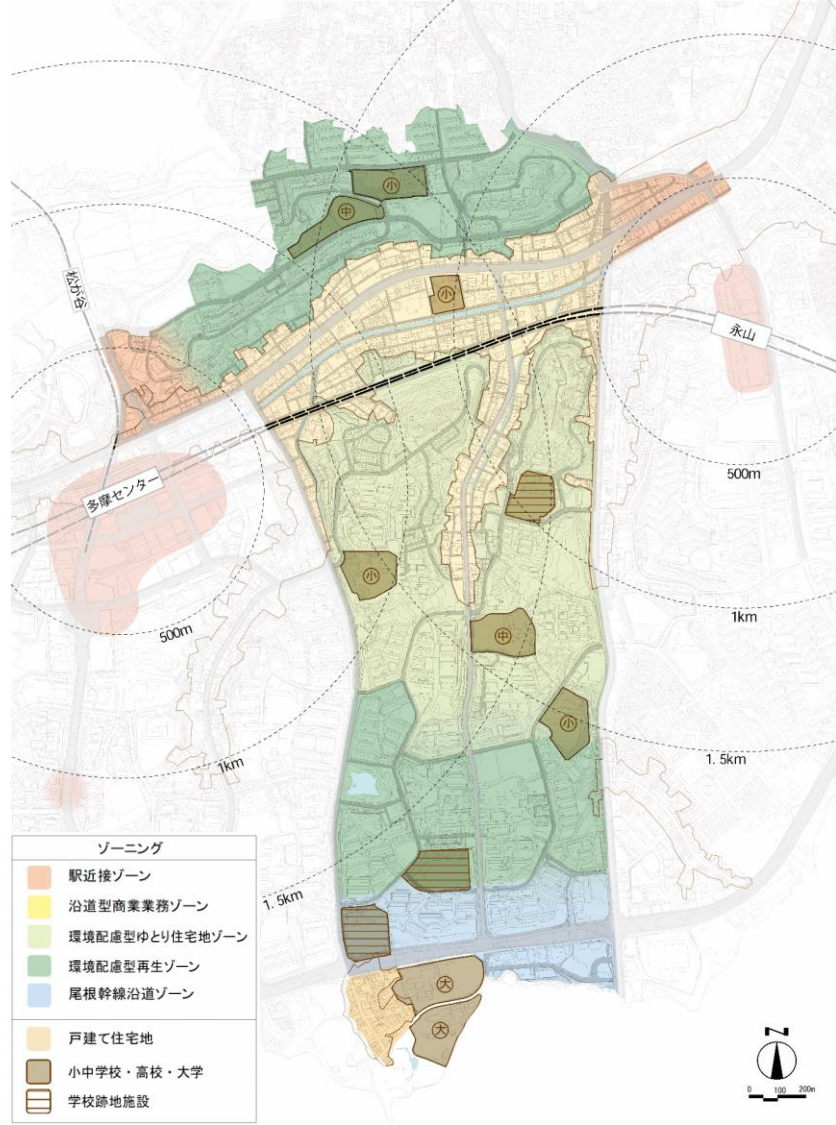 小
中
松が谷
小
永山
500m
多摩センター
小
500m
中
1km
小
1.5km
1km
1.5km
大
大
ゾーニング
駅近接ゾーン
沿道型商業業務ゾーン
環境配慮型ゆとり住宅地ゾーン
環境配慮型再生ゾーン
尾根幹線沿道ゾーン
戸建て住宅地
小中学校・高校・大学
学校跡地施設
N
0 100 200m